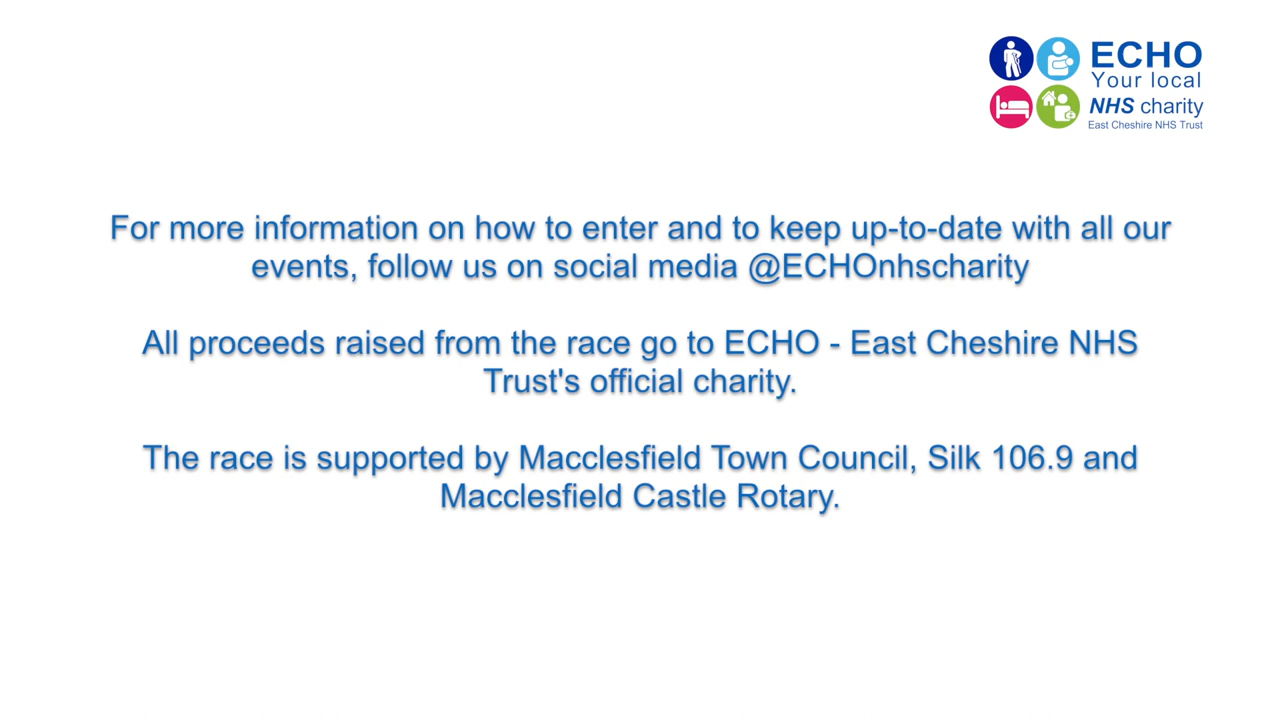 ECHO
Your local
NHS charity
East Cheshire NHS Trust
For more information on how to enter and to keep up-to-date with all our
events, follow us on social media @ECHOnhscharity
All proceeds raised from the race go to ECHO - East Cheshire NHS
Trust's official charity.
The race is supported by Macclesfield Town Council, Silk 106.9 and
Macclesfield Castle Rotary.